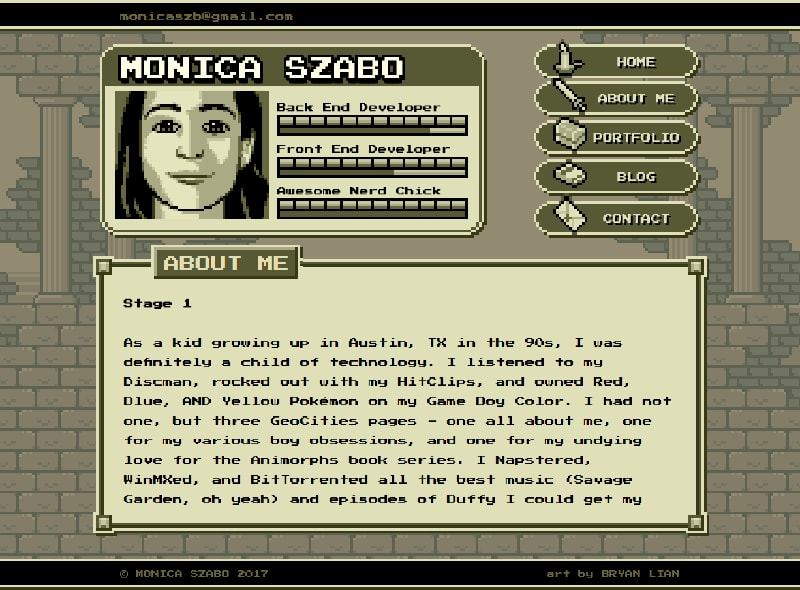 monicaszb@gmail.com
MONICA SZABO
Back End Developer
Front End Developer
Awesome Nerd Chick
HOME
ABOUT ME
PORTFOLIO
BLOG
CONTACT
ABOUT ME
Stage 1
As a kid growing up in Austin, TX in the 90s, I was
definitely a child of technology. I listened to my
Discman, rocked out with my HitClips, and owned Red,
Blue, AND Yellow Pokémon on my Game Boy Color. I had not
one, but three GeoCities pages - one all about me, one
for my various boy obsessions, and one for my undying
love for the Animorphs book series. I Napstered,
WinMXed, and BitTorrented all the best music (Savage
Garden, oh yeah) and episodes of Buffy I could get my
© MONICA SZABO 2017
art by BRYAN LIAN